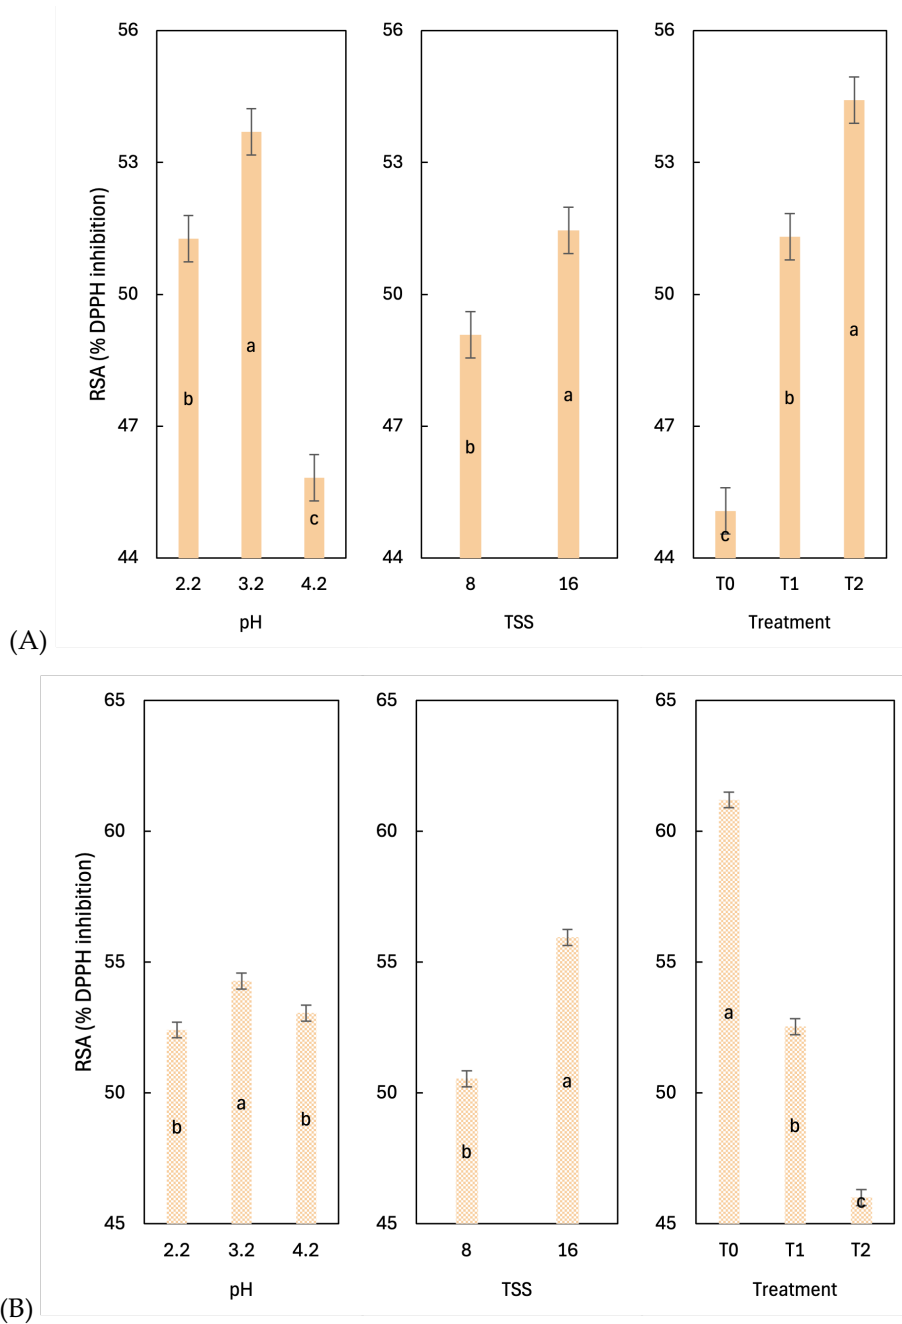 56 56 56
53 53 53
50 50 50
47 47 47
44 44 44
RSA (% DPPH inhibition)
b a c b a c b a
2.2 3.2 4.2 8 16 T0 T1 T2
pH TSS Treatment
(A)
65 65 65
60 60 60
55 55 55
50 50 50
45 45 45
RSA (% DPPH inhibition)
b a b b a a b c
2.2 3.2 4.2 8 16 T0 T1 T2
pH TSS Treatment
(B)